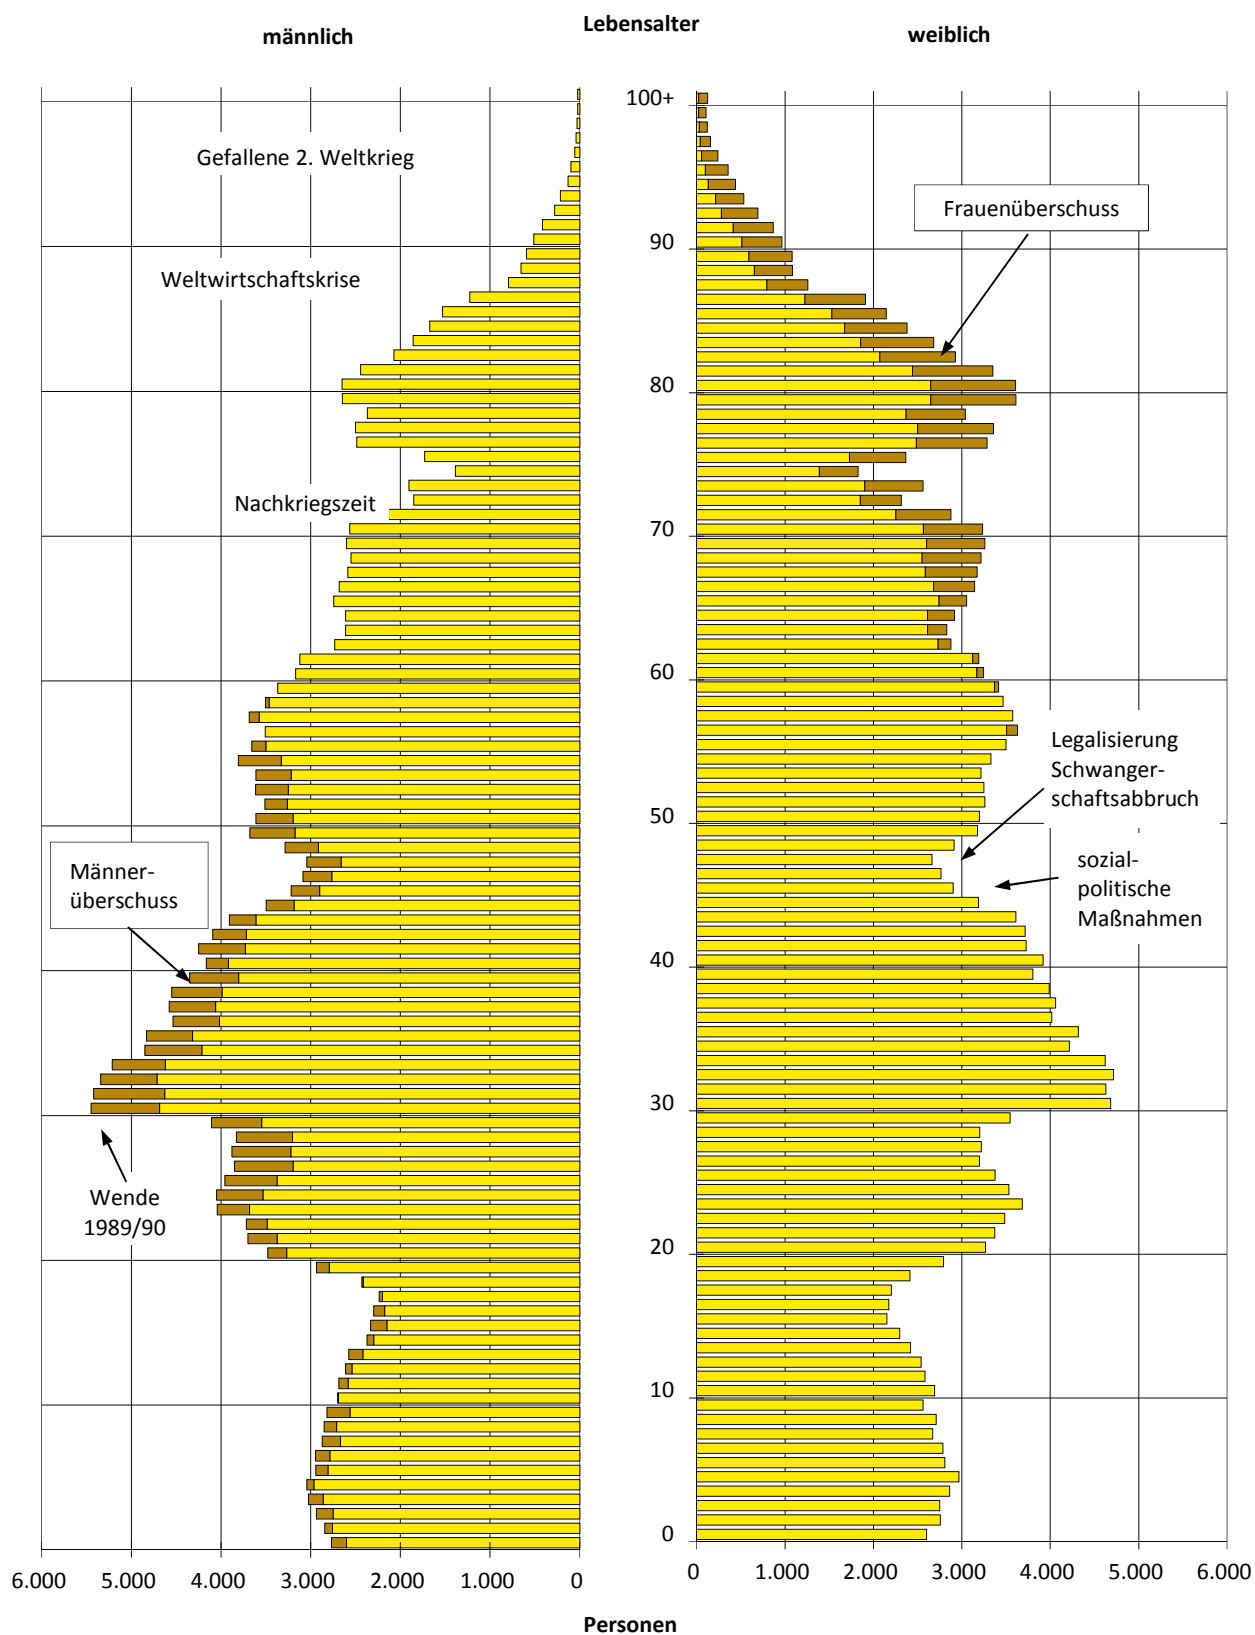 Lebensalter
männlich
weiblich
100+
Gefallene 2. Weltkrieg
Frauenüberschuss
90
Weltwirtschaftskrise
80
Nachkriegszeit
70
60
Legalisierung
Schwanger-
schaftsabbruch
50
sozial-
politische
Maßnahmen
Männer-
überschuss
40
30
Wende
1989/90
20
10
0
6.000 5.000 4.000 3.000 2.000 1.000 0
0 1.000 2.000 3.000 4.000 5.000 6.000
Personen